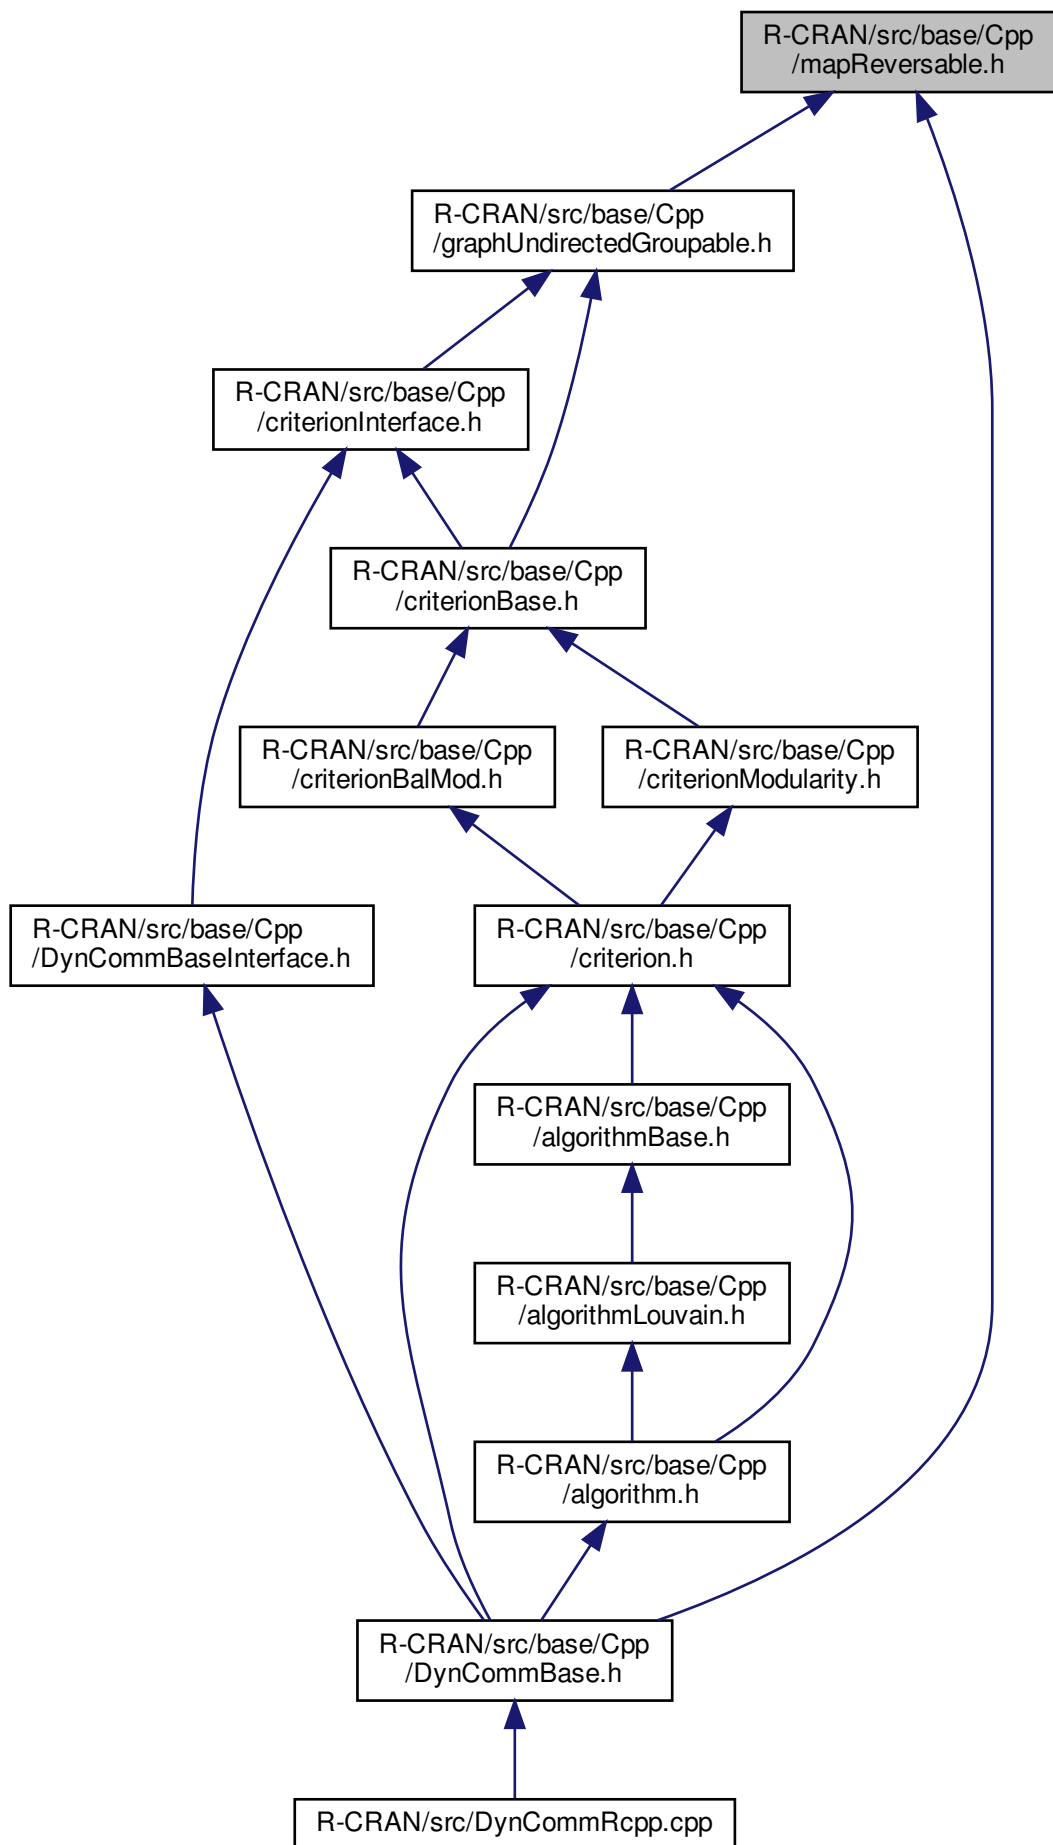 R-CRAN/src/base/Cpp
/mapReversable.h
R-CRAN/src/base/Cpp
/graphUndirectedGroupable.h
R-CRAN/src/base/Cpp
/criterionInterface.h
R-CRAN/src/base/Cpp
/criterionBase.h
R-CRAN/src/base/Cpp
/criterionBalMod.h
R-CRAN/src/base/Cpp
/criterionModularity.h
R-CRAN/src/base/Cpp
/DynCommBaseInterface.h
R-CRAN/src/base/Cpp
/criterion.h
R-CRAN/src/base/Cpp
/algorithmBase.h
R-CRAN/src/base/Cpp
/algorithmLouvain.h
R-CRAN/src/base/Cpp
/algorithm.h
R-CRAN/src/base/Cpp
/DynCommBase.h
R-CRAN/src/DynCommRcpp.cpp